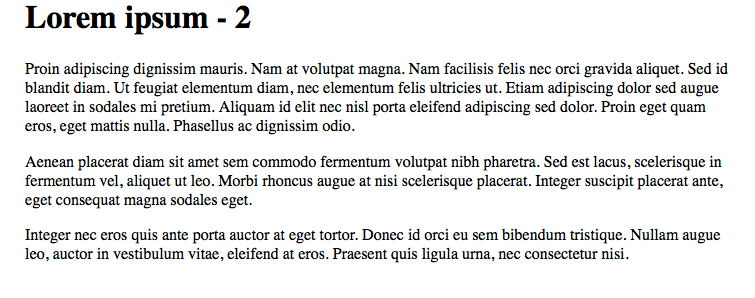 Lorem ipsum - 2
Proin adipiscing dignissim mauris. Nam at volutpat magna. Nam facilisis felis nec orci gravida aliquet. Sed id
blandit diam. Ut feugiat elementum diam, nec elementum felis ultricies ut. Etiam adipiscing dolor sed augue
laoreet in sodales mi pretium. Aliquam id elit nec nisl porta eleifend adipiscing sed dolor. Proin eget quam
eros, eget mattis nulla. Phasellus ac dignissim odio.
Aenean placerat diam sit amet sem commodo fermentum volutpat nibh pharetra. Sed est lacus, scelerisque in
fermentum vel, aliquet ut leo. Morbi rhoncus augue at nisi scelerisque placerat. Integer suscipit placerat ante,
eget consequat magna sodales eget.
Integer nec eros quis ante porta auctor at eget tortor. Donec id orci eu sem bibendum tristique. Nullam augue
leo, auctor in vestibulum vitae, eleifend at eros. Praesent quis ligula urna, nec consectetur nisi.